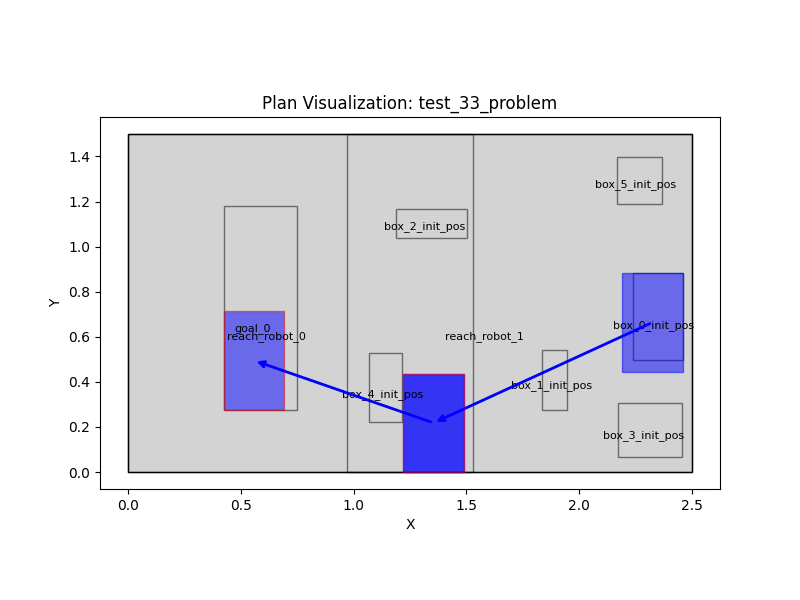 Plan Visualization: test_33_problem
Y
1.4
1.2
1.0
0.8
0.6
0.4
0.2
0.0
box_5_init_pos
box_2_init_pos
goal_0
reach_robot_0
reach_robot_1
box_0_init_pos
box_1_init_pos
box_4_init_pos
box_3_init_pos
0.0
0.5
1.0
1.5
2.0
2.5
X